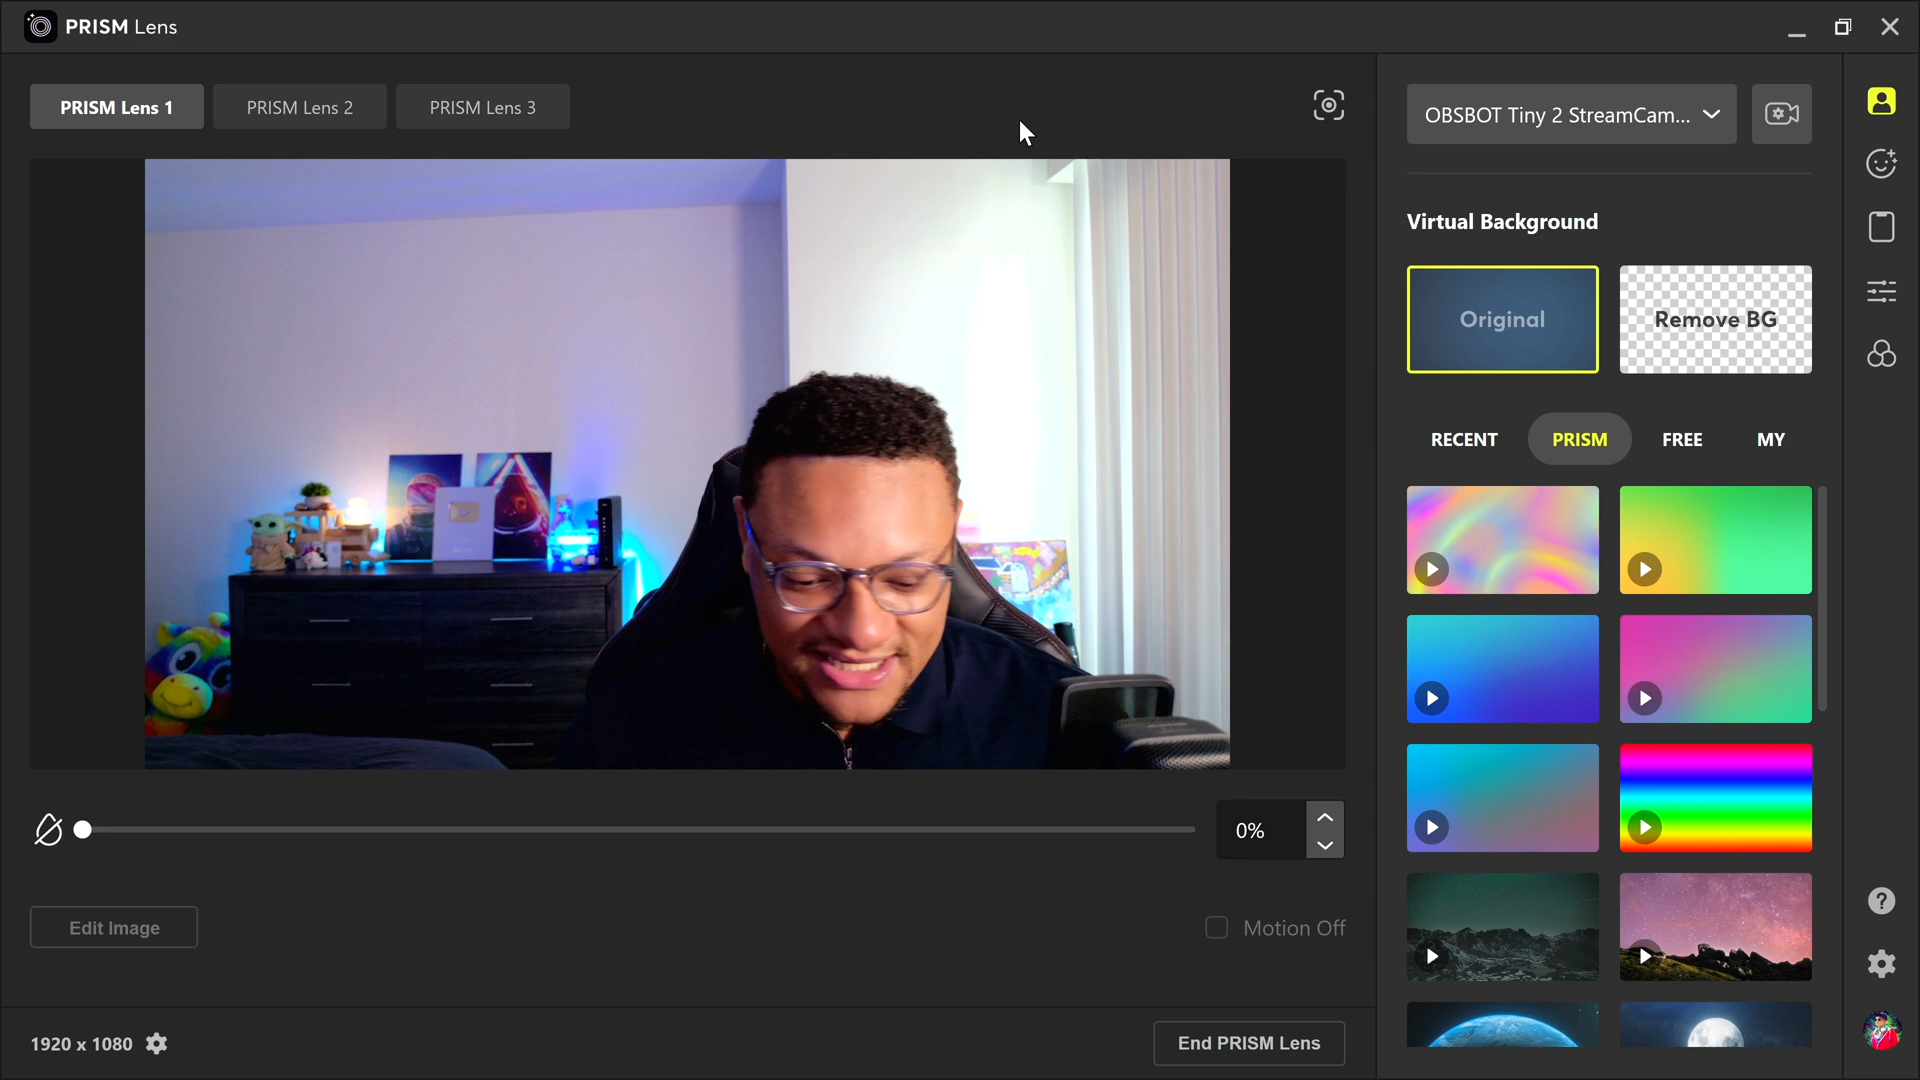 PRISM Lens
PRISM Lens 1
PRISM Lens 2
PRISM Lens 3
OBSBOT Tiny 2 StreamCam...
Virtual Background
Original
Remove BG
RECENT
PRISM
FREE
MY
0%
Edit Image
Motion Off
1920 x 1080
End PRISM Lens